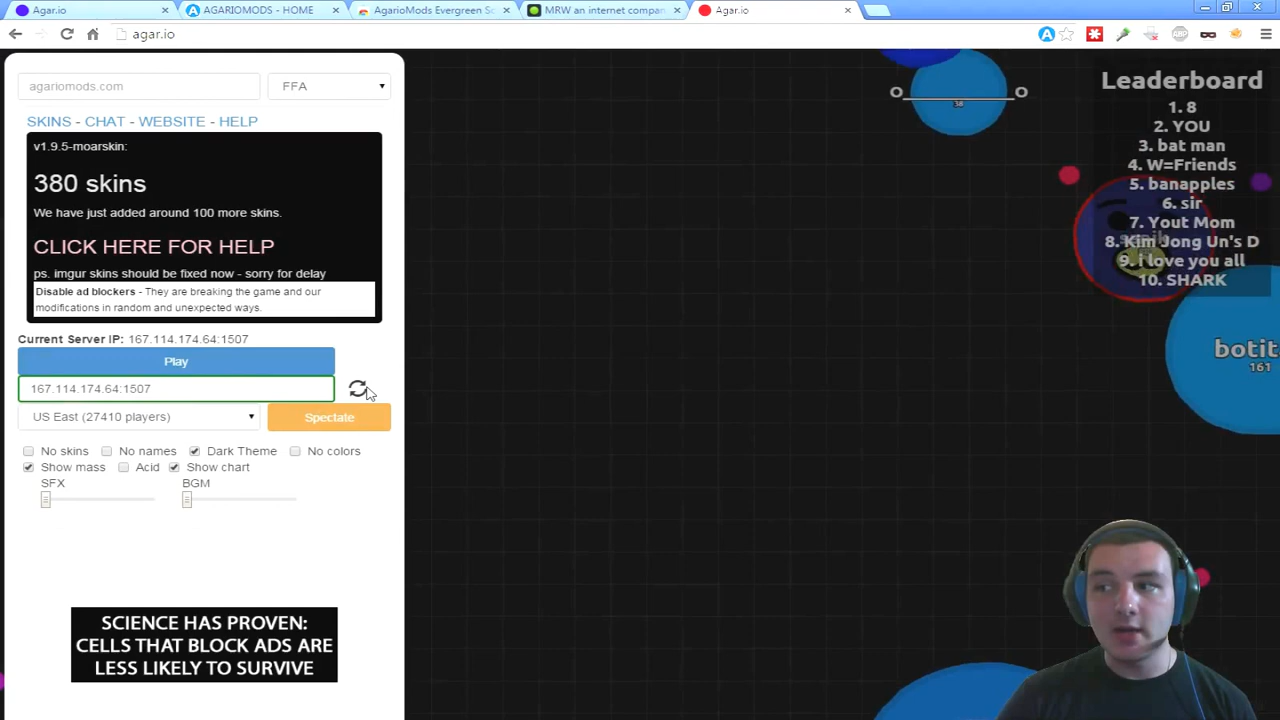 Agar.io
AGARIOMODS - HOME
AgarioMods Evergreen Sc
MRW an internet compan
Agar.io
agar.io
agariomods.com
FFA
SKINS - CHAT - WEBSITE - HELP
v1.9.5-moarskin:
380 skins
We have just added around 100 more skins.
CLICK HERE FOR HELP
ps. imgur skins should be fixed now - sorry for delay
Disable ad blockers - They are breaking the game and our
modifications in random and unexpected ways.
Current Server IP: 167.114.174.64:1507
Play
167.114.174.64:1507
US East (27410 players)
Spectate
No skins No names Dark Theme No colors
Show mass Acid Show chart
SFX BGM
SCIENCE HAS PROVEN:
CELLS THAT BLOCK ADS ARE
LESS LIKELY TO SURVIVE
38
Leaderboard
1. 8
2. YOU
3. bat man
4. W=Friends
5. banapples
6. sir
7. Yout Mom
8. Kim Jong Un's D
9. i love you all
10. SHARK
botit
161
ABP